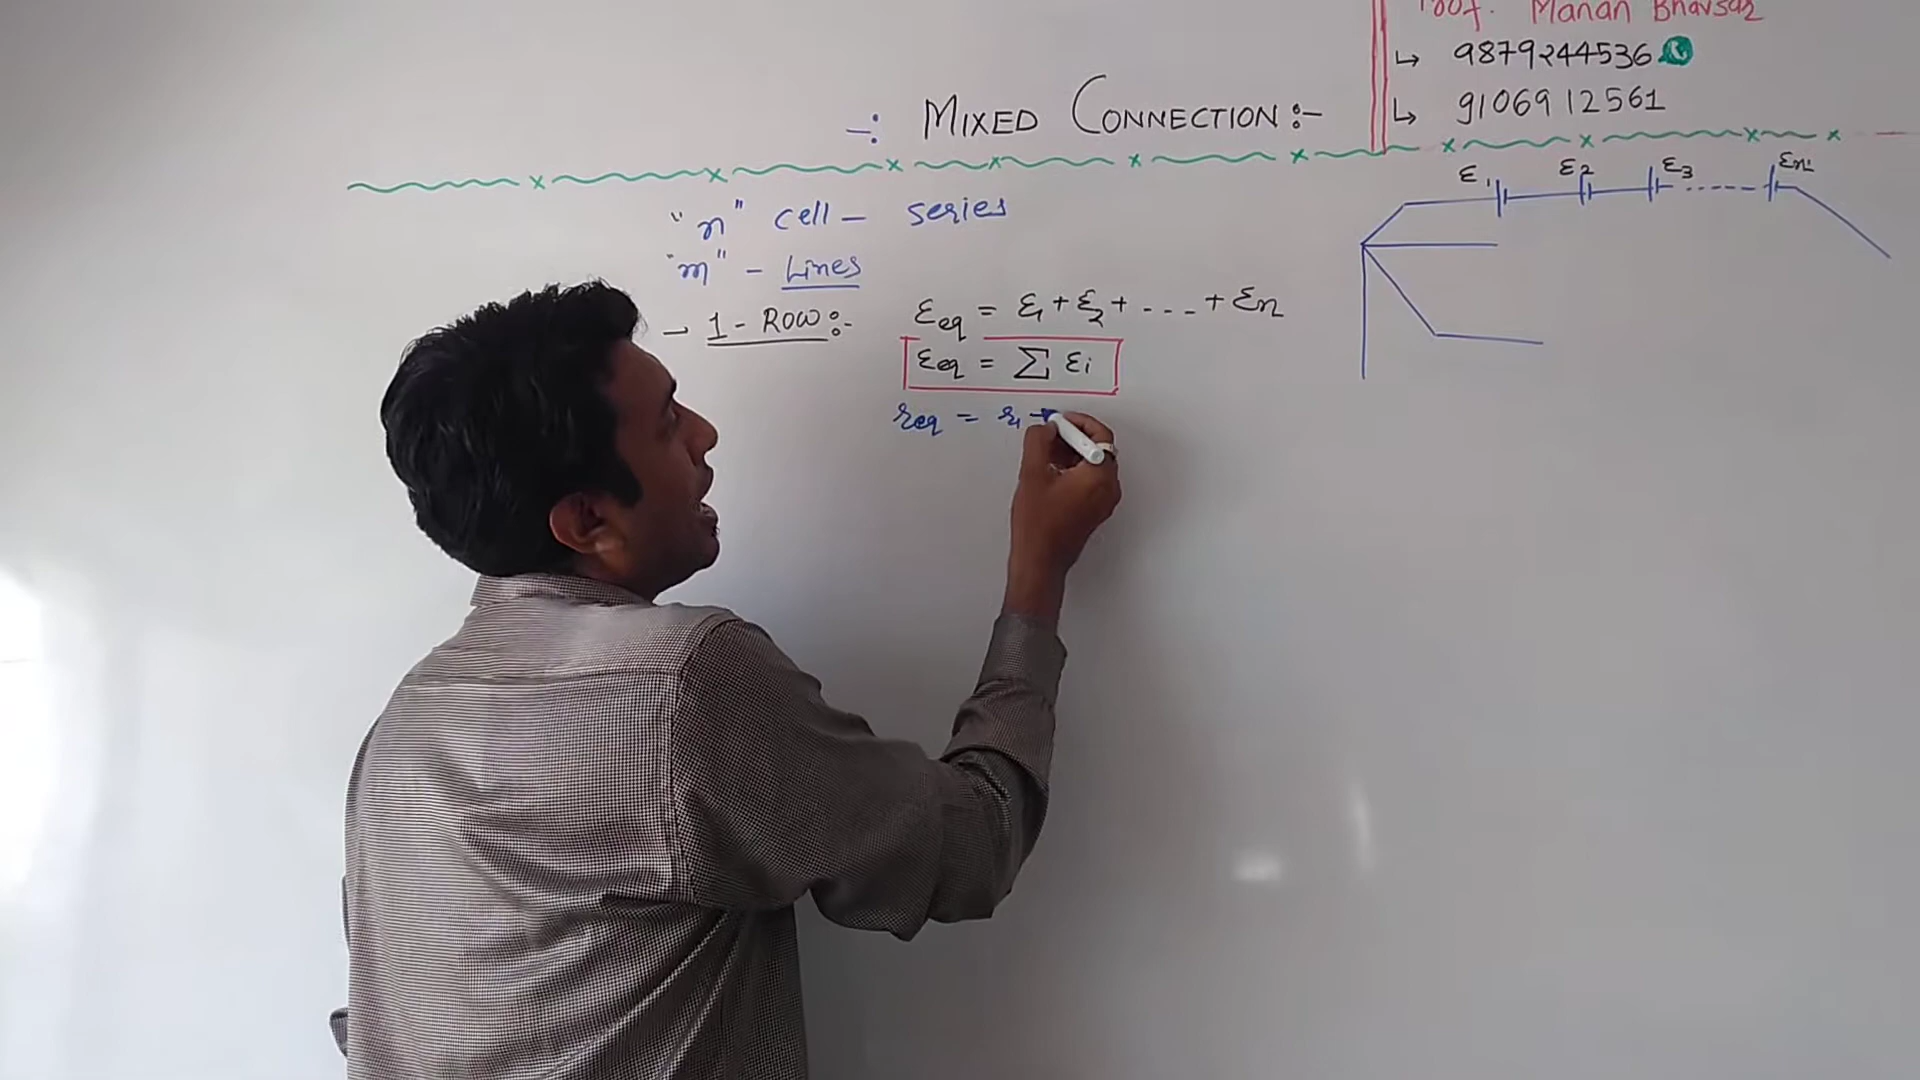 Prof. Manan Bhavsar
↳ 9879244536
↳ 9106912561
-: MIXED CONNECTION :-
"n" cell - series
"m" - Lines
→ 1 - ROW :-
εeq = ε1 + ε2 + ... + εn
εeq = ∑ εi
req = r1 +
ε1 ε2 ε3 εn